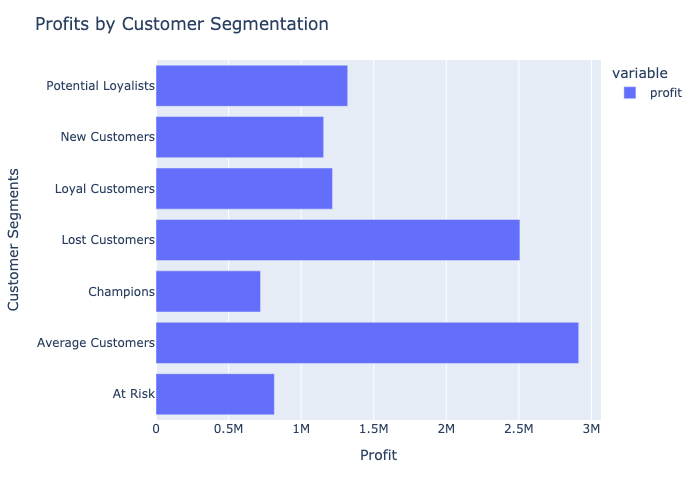 Profits by Customer Segmentation
variable
profit
Potential Loyalists
New Customers
Loyal Customers
Lost Customers
Champions
Average Customers
At Risk
Customer Segments
0 0.5M 1M 1.5M 2M 2.5M 3M
Profit